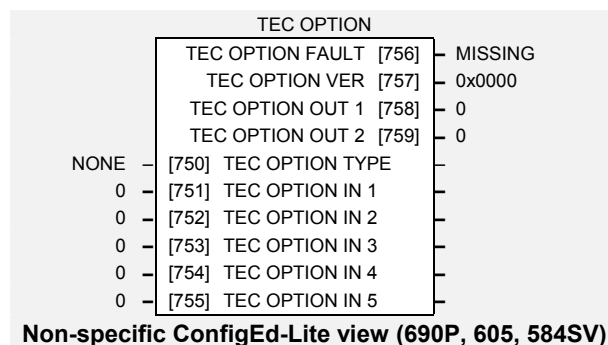 TEC OPTION
TEC OPTION FAULT [756] – MISSING
TEC OPTION VER [757] – 0x0000
TEC OPTION OUT 1 [758] – 0
TEC OPTION OUT 2 [759] – 0
NONE – [750] TEC OPTION TYPE –
0 – [751] TEC OPTION IN 1 –
0 – [752] TEC OPTION IN 2 –
0 – [753] TEC OPTION IN 3 –
0 – [754] TEC OPTION IN 4 –
0 – [755] TEC OPTION IN 5 –
Non-specific ConfigEd-Lite view (690P, 605, 584SV)